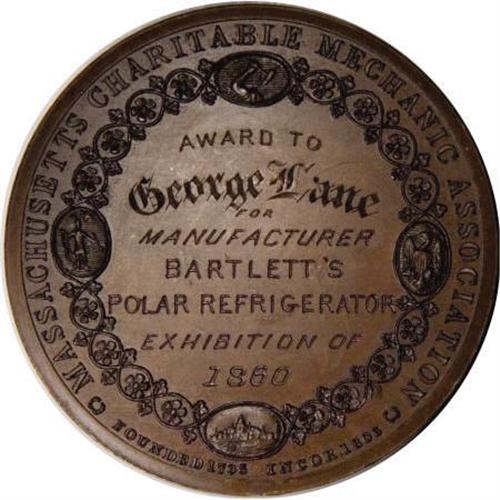 MASSACHUSETTS CHARITABLE MECHANIC ASSOCIATION
AWARD TO
George Lane
FOR
MANUFACTURER
BARTLETT'S
POLAR REFRIGERATOR
EXHIBITION OF
1860
FOUNDED 1795 INCOR. 1806